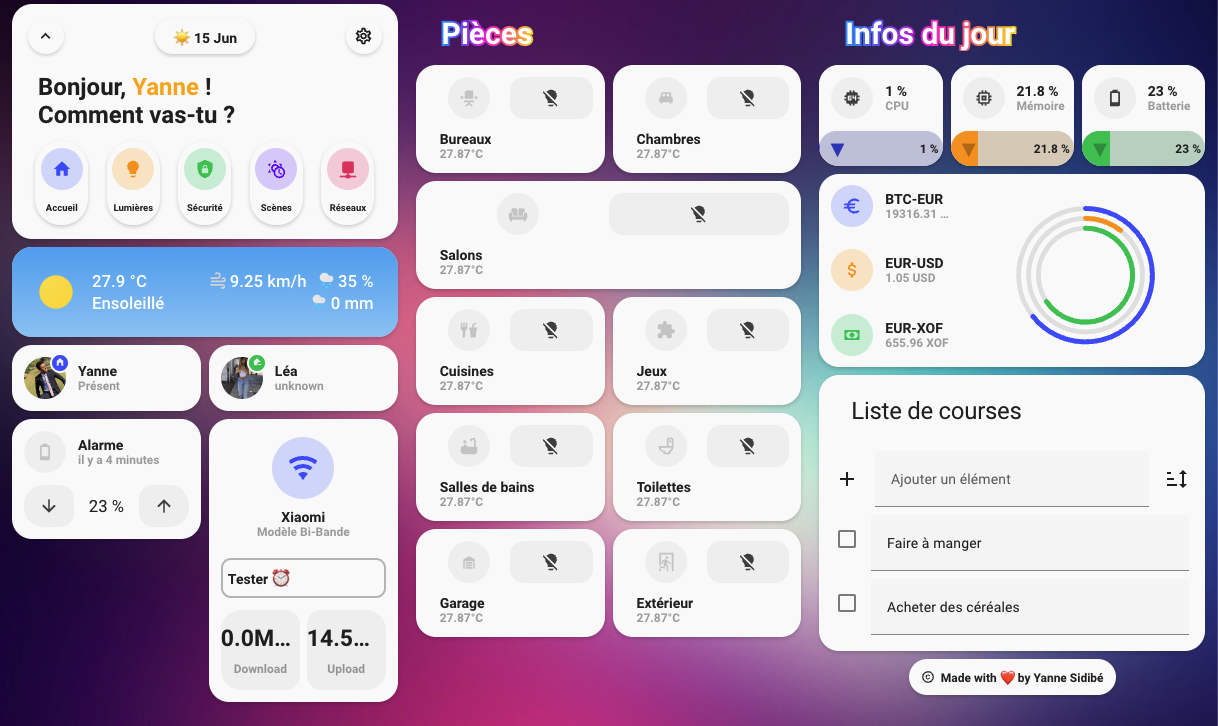 15 Jun
Bonjour, Yanne !
Comment vas-tu ?
Accueil
Lumières
Sécurité
Scènes
Réseaux
27.9 °C
Ensoleillé
9.25 km/h
35 %
0 mm
Yanne
Présent
Léa
unknown
Alarme
il y a 4 minutes
23 %
Xiaomi
Modèle Bi-Bande
Tester ⏰
0.0M...
Download
14.5...
Upload
Pièces
Bureaux
27.87°C
Chambres
27.87°C
Salons
27.87°C
Cuisines
27.87°C
Jeux
27.87°C
Salles de bains
27.87°C
Toilettes
27.87°C
Garage
27.87°C
Extérieur
27.87°C
Infos du jour
1 %
CPU
1 %
21.8 %
Mémoire
21.8 %
23 %
Batterie
23 %
BTC-EUR
19316.31 ...
EUR-USD
1.05 USD
EUR-XOF
655.96 XOF
Liste de courses
Ajouter un élément
Faire à manger
Acheter des céréales
© Made with ❤️ by Yanne Sidibé